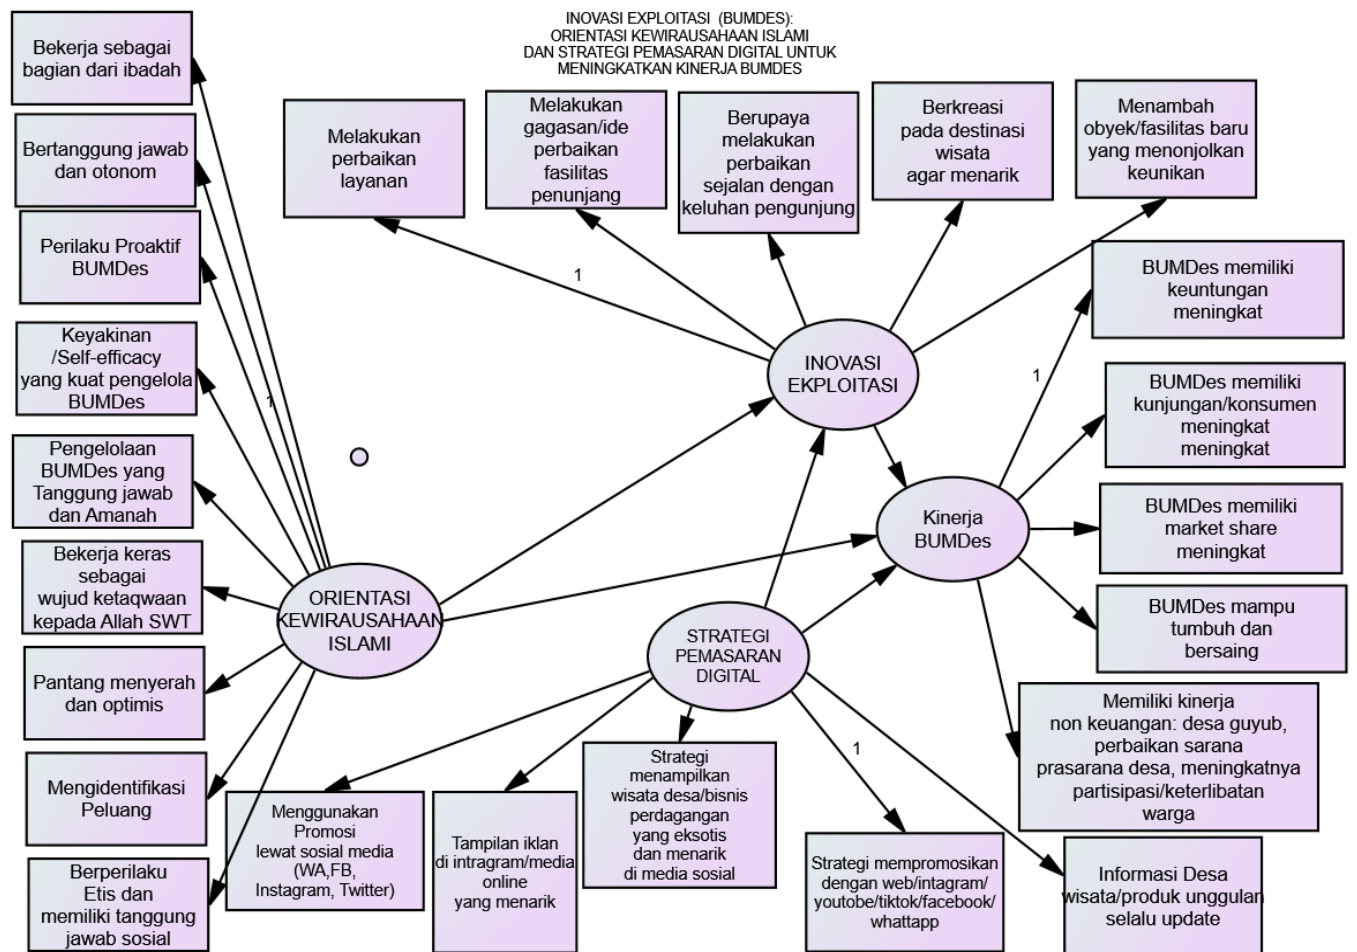 INOVASI EXPLOITASI (BUMDES):
ORIENTASI KEWIRAUSAHAAN ISLAMI
DAN STRATEGI PEMASARAN DIGITAL UNTUK
MENINGKATKAN KINERJA BUMDES
Bekerja sebagai
bagian dari ibadah
Bertanggung jawab
dan otonom
Perilaku Proaktif
BUMDes
Keyakinan
/Self-efficacy
yang kuat pengelola
BUMDes
Pengelolaan
BUMDes yang
Tanggung jawab
dan Amanah
Bekerja keras
sebagai
wujud ketaqwaan
kepada Allah SWT
Pantang menyerah
dan optimis
Mengidentifikasi
Peluang
Berperilaku
Etis dan
memiliki tanggung
jawab sosial
1
ORIENTASI
KEWIRAUSAHAAN
ISLAMI
Melakukan
perbaikan
layanan
Melakukan
gagasan/ide
perbaikan
fasilitas
penunjang
Berupaya
melakukan
perbaikan
sejalan dengan
keluhan pengunjung
Berkreasi
pada destinasi
wisata
agar menarik
Menambah
obyek/fasilitas baru
yang menonjolkan
keunikan
1
INOVASI
EKPLOITASI
BUMDes memiliki
keuntungan
meningkat
1
BUMDes memiliki
kunjungan/konsumen
meningkat
meningkat
BUMDes memiliki
market share
meningkat
BUMDes mampu
tumbuh dan
bersaing
Memiliki kinerja
non keuangan: desa guyub,
perbaikan sarana
prasarana desa, meningkatnya
partisipasi/keterlibatan
warga
Kinerja
BUMDes
STRATEGI
PEMASARAN
DIGITAL
1
Menggunakan
Promosi
lewat sosial media
(WA,FB,
Instagram, Twitter)
Tampilan iklan
di intragram/media
online
yang menarik
Strategi
menampilkan
wisata desa/bisnis
perdagangan
yang eksotis
dan menarik
di media sosial
Strategi mempromosikan
dengan web/intagram/
youtobe/tiktok/facebook/
whattapp
Informasi Desa
wisata/produk unggulan
selalu update